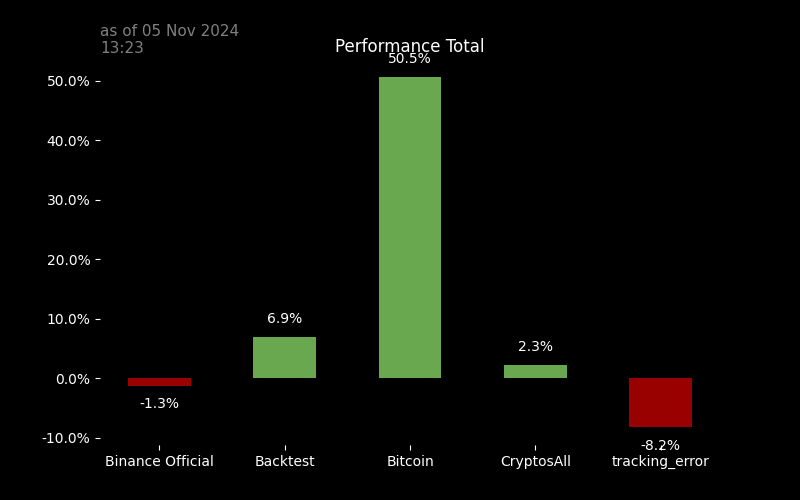 as of 05 Nov 2024
13:23
Performance Total
50.5%
50.0%
40.0%
30.0%
20.0%
10.0%
0.0%
-10.0%
6.9%
2.3%
-1.3%
-8.2%
Binance Official
Backtest
Bitcoin
CryptosAll
tracking_error